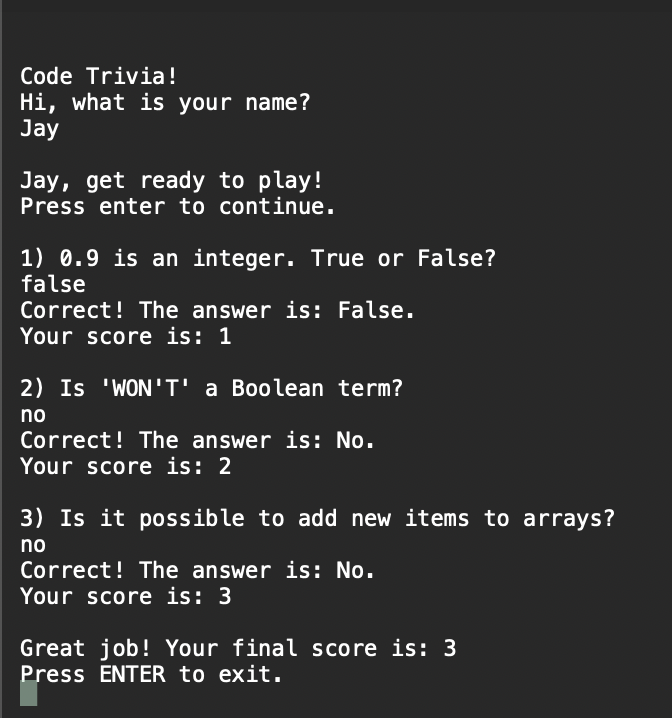 Code Trivia!
Hi, what is your name?
Jay
Jay, get ready to play!
Press enter to continue.
1) 0.9 is an integer. True or False?
false
Correct! The answer is: False.
Your score is: 1
2) Is 'WON'T' a Boolean term?
no
Correct! The answer is: No.
Your score is: 2
3) Is it possible to add new items to arrays?
no
Correct! The answer is: No.
Your score is: 3
Great job! Your final score is: 3
Press ENTER to exit.